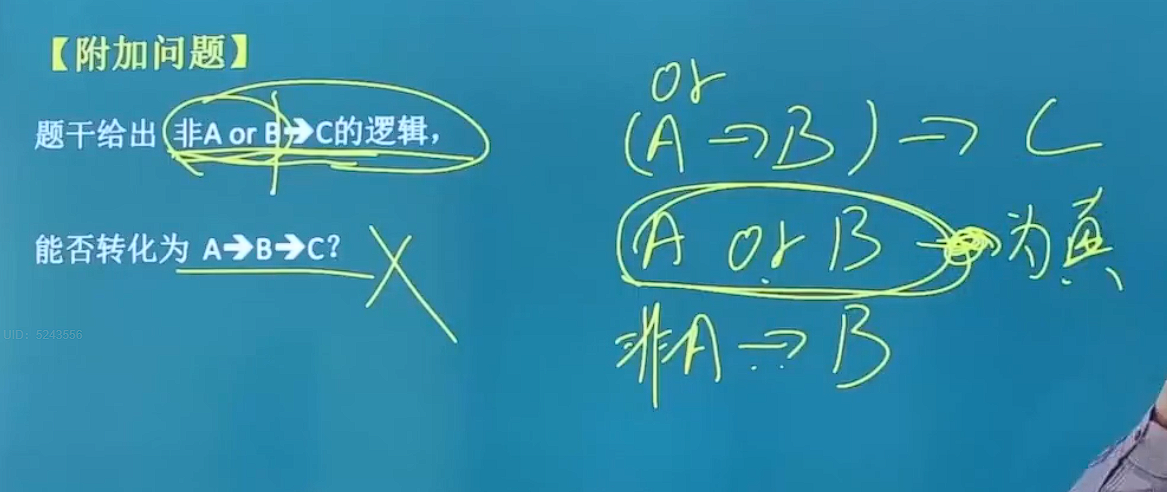 【附加问题】
题干给出 非A or B➔C的逻辑，
能否转化为 A➔B➔C?
or
(A → B) → C
A or B → 为真
非A → B
UID: 5243556